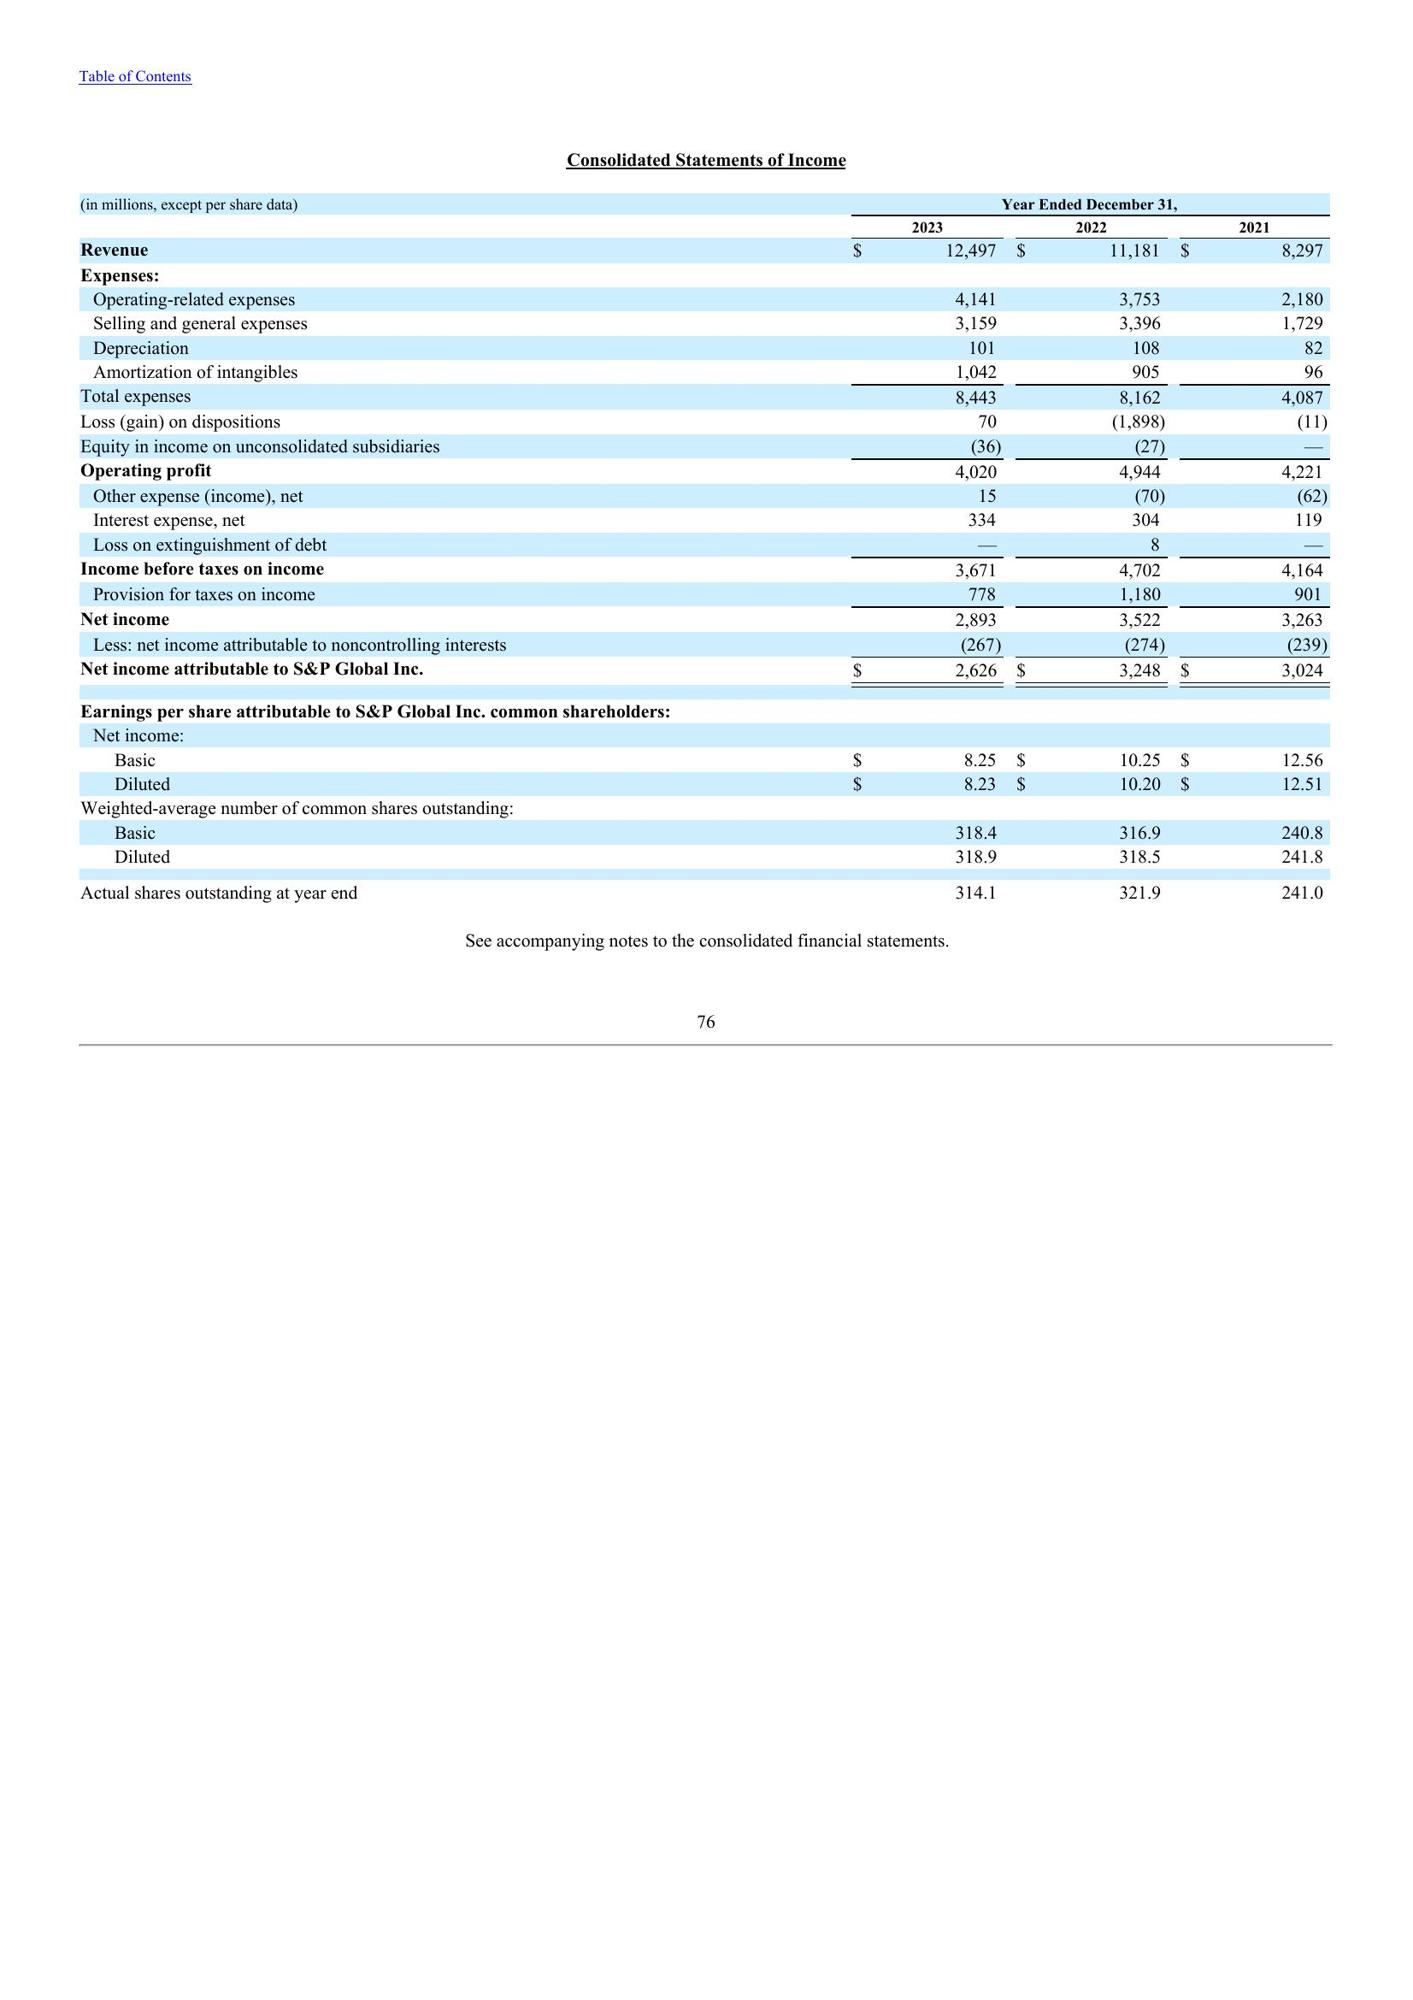 Table of Contents
Consolidated Statements of Income
(in millions, except per share data) Year Ended December 31,
2023 2022 2021
Revenue $ 12,497 $ 11,181 $ 8,297
Expenses:
Operating-related expenses 4,141 3,753 2,180
Selling and general expenses 3,159 3,396 1,729
Depreciation 101 108 82
Amortization of intangibles 1,042 905 96
Total expenses 8,443 8,162 4,087
Loss (gain) on dispositions 70 (1,898) (11)
Equity in income on unconsolidated subsidiaries (36) (27) —
Operating profit 4,020 4,944 4,221
Other expense (income), net 15 (70) (62)
Interest expense, net 334 304 119
Loss on extinguishment of debt — 8 —
Income before taxes on income 3,671 4,702 4,164
Provision for taxes on income 778 1,180 901
Net income 2,893 3,522 3,263
Less: net income attributable to noncontrolling interests (267) (274) (239)
Net income attributable to S&P Global Inc. $ 2,626 $ 3,248 $ 3,024
Earnings per share attributable to S&P Global Inc. common shareholders:
Net income:
Basic $ 8.25 $ 10.25 $ 12.56
Diluted $ 8.23 $ 10.20 $ 12.51
Weighted-average number of common shares outstanding:
Basic 318.4 316.9 240.8
Diluted 318.9 318.5 241.8
Actual shares outstanding at year end 314.1 321.9 241.0
See accompanying notes to the consolidated financial statements.
76